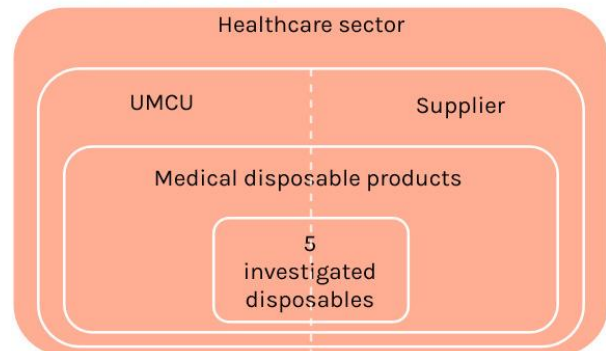 Healthcare sector
UMCU
Supplier
Medical disposable products
5
investigated
disposables